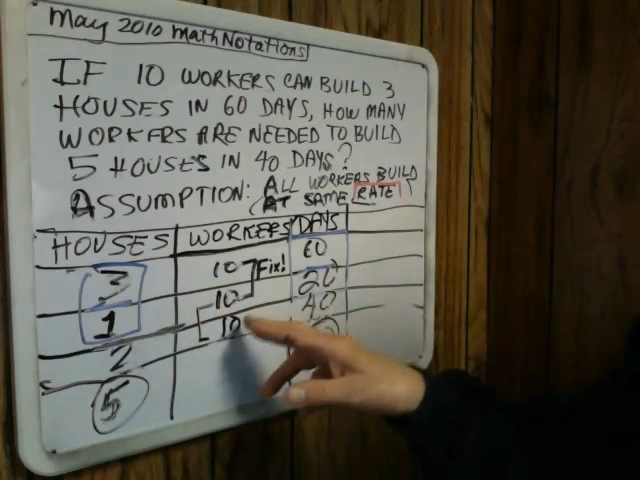 May 2010 mathNotations
IF 10 WORKERS CAN BUILD 3
HOUSES IN 60 DAYS, HOW MANY
WORKERS ARE NEEDED TO BUILD
5 HOUSES IN 40 DAYS?
ASSUMPTION: ALL WORKERS BUILD
AT SAME RATE
HOUSES WORKERS DAYS
3 10 Fix! 60
1 10 20
2 10 40
5